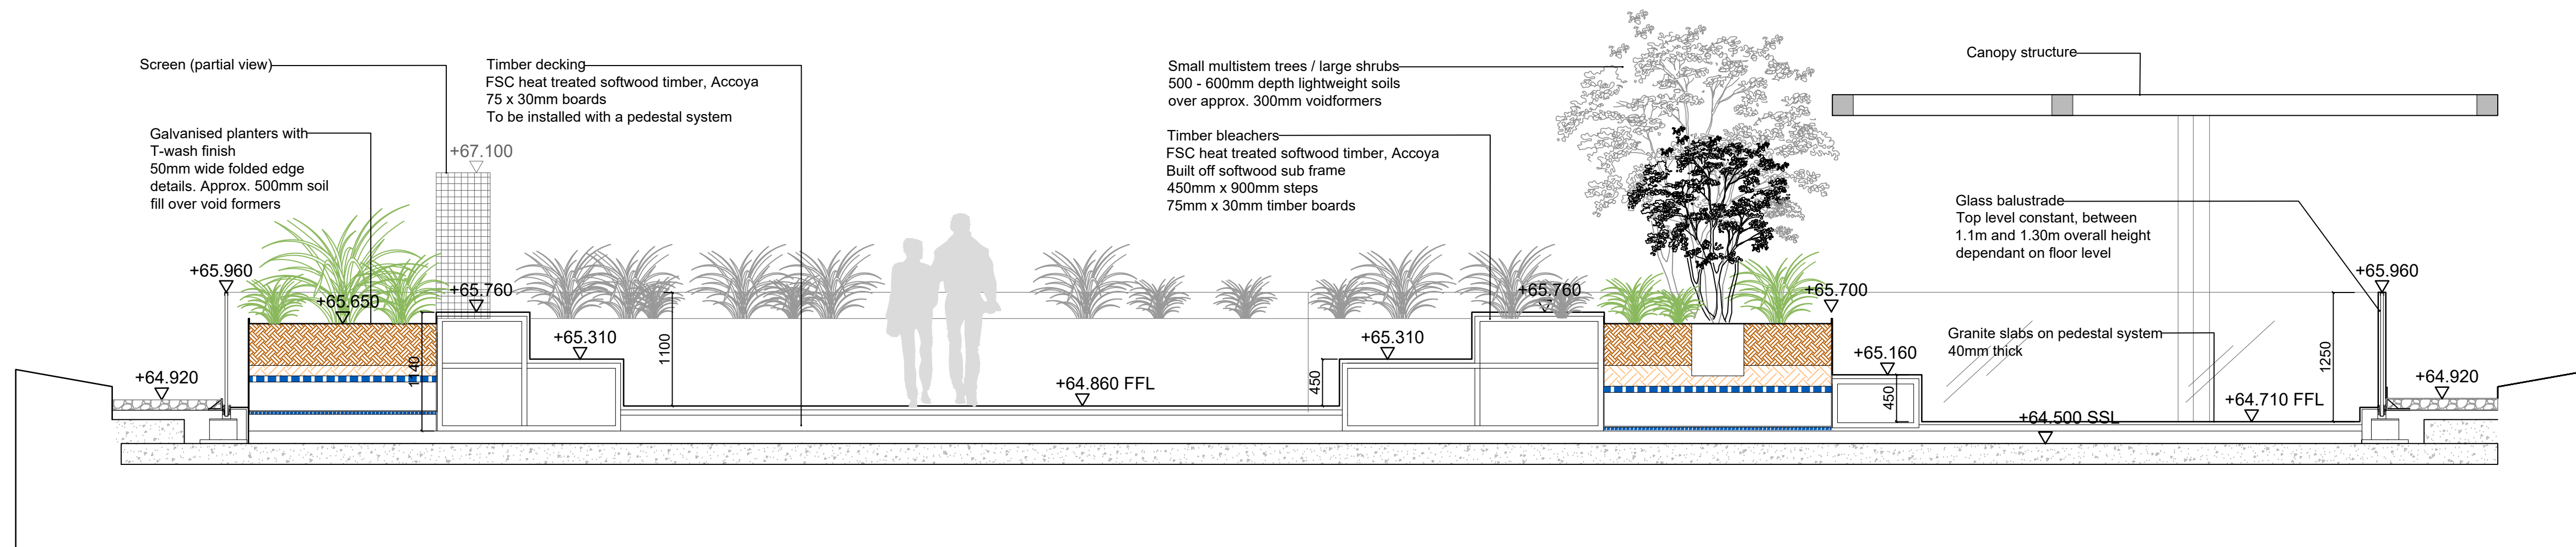 Screen (partial view)
Timber decking
FSC heat treated softwood timber, Accoya
75 x 30mm boards
To be installed with a pedestal system
Galvanised planters with
T-wash finish
50mm wide folded edge
details. Approx. 500mm soil
fill over void formers
+67.100
Small multistem trees / large shrubs
500 - 600mm depth lightweight soils
over approx. 300mm voidformers
Timber bleachers
FSC heat treated softwood timber, Accoya
Built off softwood sub frame
450mm x 900mm steps
75mm x 30mm timber boards
Canopy structure
Glass balustrade
Top level constant, between
1.1m and 1.30m overall height
dependant on floor level
Granite slabs on pedestal system
40mm thick
+65.960
+65.650
+65.760
+65.310
+64.920
1140
1100
+64.860 FFL
450
+65.310
+65.760
+65.700
+65.160
450
+64.500 SSL
+64.710 FFL
1250
+65.960
+64.920